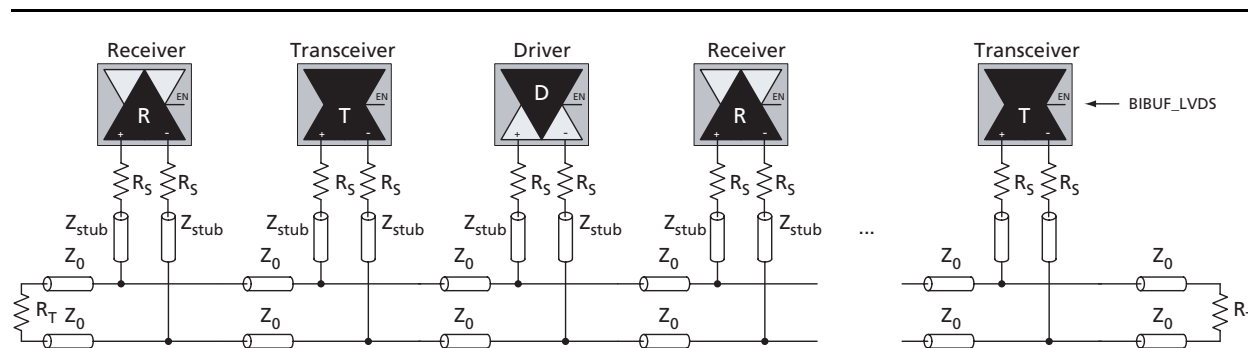 Receiver Transceiver Driver Receiver Transceiver
EN EN EN EN EN BIBUF_LVDS
R T D R T
+ - + - + - + - + -
RS RS RS RS RS RS RS RS RS RS
Zstub Zstub Zstub Zstub Zstub Zstub Zstub Zstub ...
Z0 Z0 Z0 Z0 Z0 Z0
RT RT
Z0 Z0 Z0 Z0 Z0 Z0